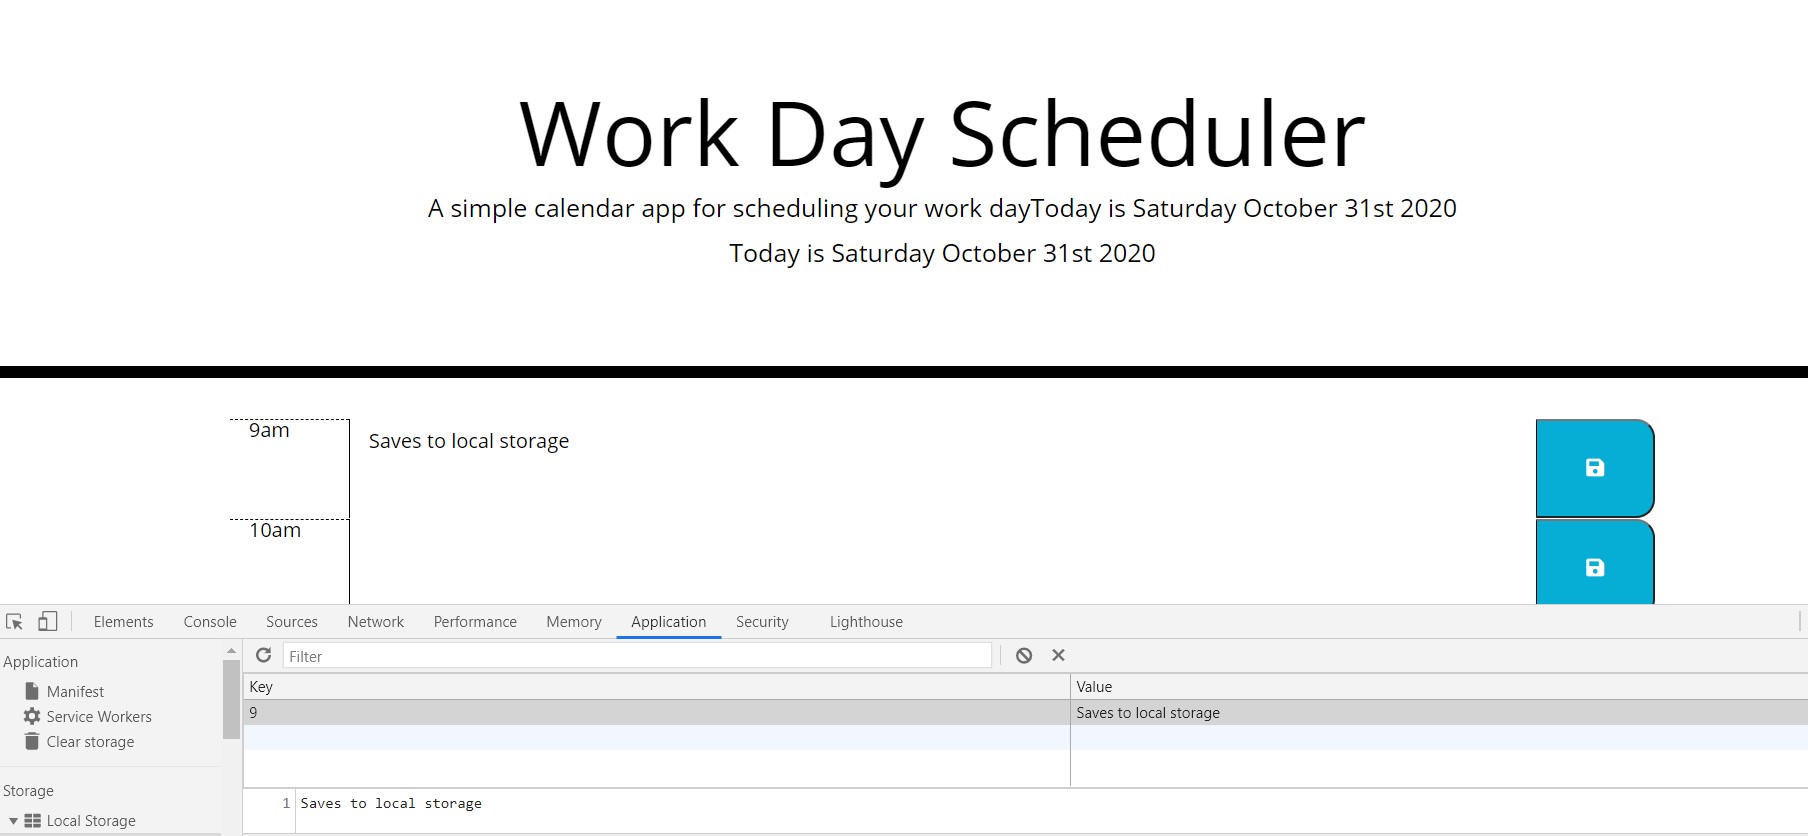 Work Day Scheduler
A simple calendar app for scheduling your work dayToday is Saturday October 31st 2020
Today is Saturday October 31st 2020
9am
Saves to local storage
10am
Elements Console Sources Network Performance Memory Application Security Lighthouse
Application
Manifest
Service Workers
Clear storage
Storage
Local Storage
Filter
Key Value
9 Saves to local storage
1 Saves to local storage